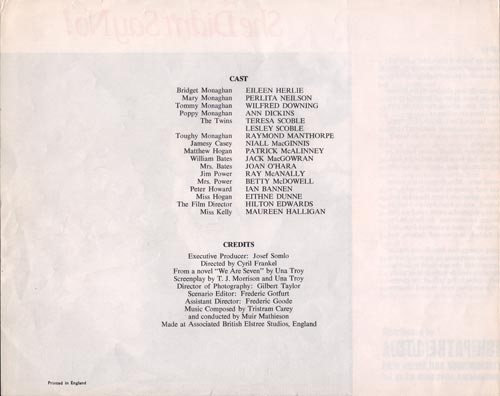 She Didn't Say No!
CAST
Bridget Monaghan EILEEN HERLIE
Mary Monaghan PERLITA NEILSON
Tommy Monaghan WILFRED DOWNING
Poppy Monaghan ANN DICKINS
The Twins TERESA SCOBLE
LESLEY SCOBLE
Toughy Monaghan RAYMOND MANTHORPE
Jamesy Casey NIALL MacGINNIS
Matthew Hogan PATRICK McALINNEY
William Bates JACK MacGOWRAN
Mrs. Bates JOAN O'HARA
Jim Power RAY McANALLY
Mrs. Power BETTY McDOWELL
Peter Howard IAN BANNEN
Miss Hogan EITHNE DUNNE
The Film Director HILTON EDWARDS
Miss Kelly MAUREEN HALLIGAN
CREDITS
Executive Producer: Josef Somlo
Directed by Cyril Frankel
From a novel "We Are Seven" by Una Troy
Screenplay by T. J. Morrison and Una Troy
Director of Photography: Gilbert Taylor
Scenario Editor: Frederic Gotfurt
Assistant Director: Frederic Goode
Music Composed by Tristram Carey
and conducted by Muir Mathieson
Made at Associated British Elstree Studios, England
Printed in England